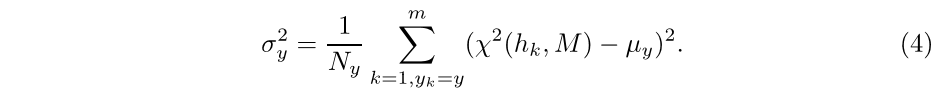 σ_y^2 = \frac{1}{N_y} \sum_{k=1,y_k=y}^{m} (χ^2(h_k, M) − μ_y)^2. (4)